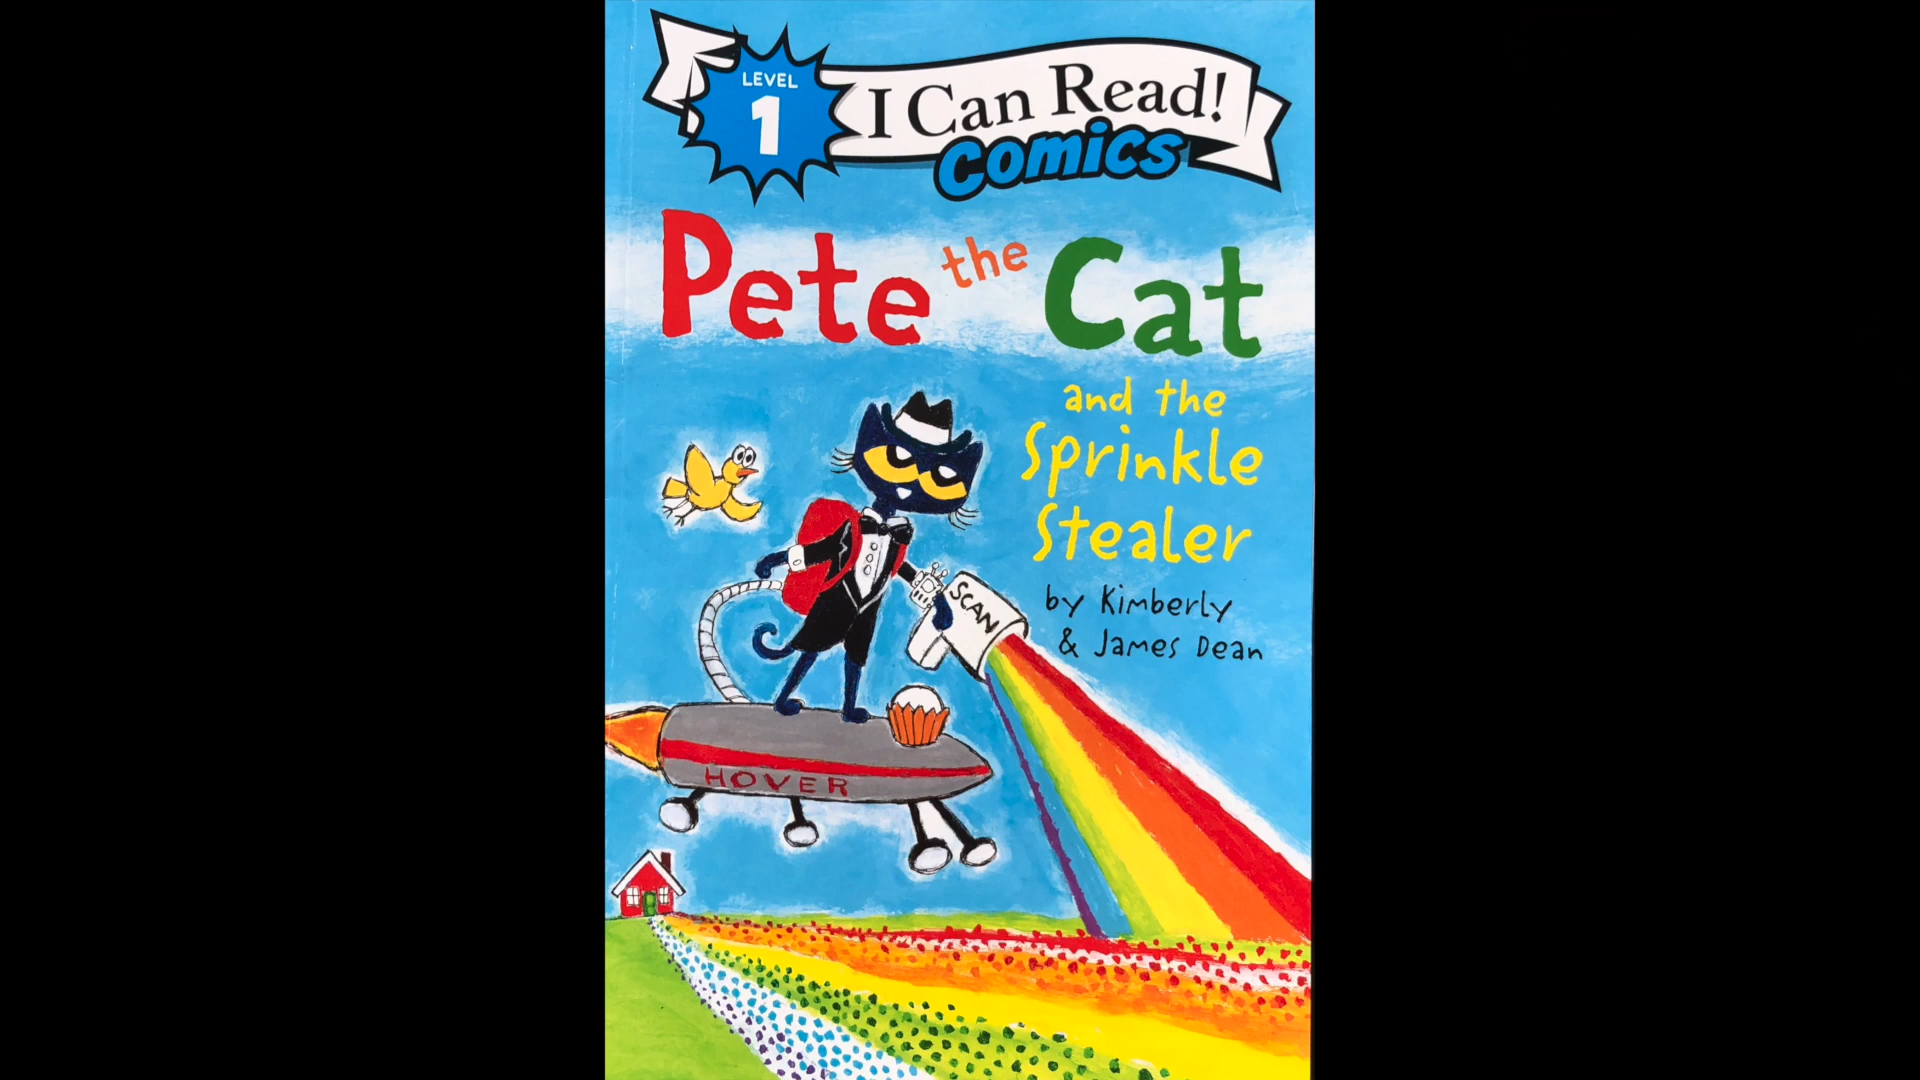 LEVEL
1
I Can Read!
Comics
Pete the Cat
and the
Sprinkle
Stealer
by Kimberly
& James Dean
SCAN
HOVER